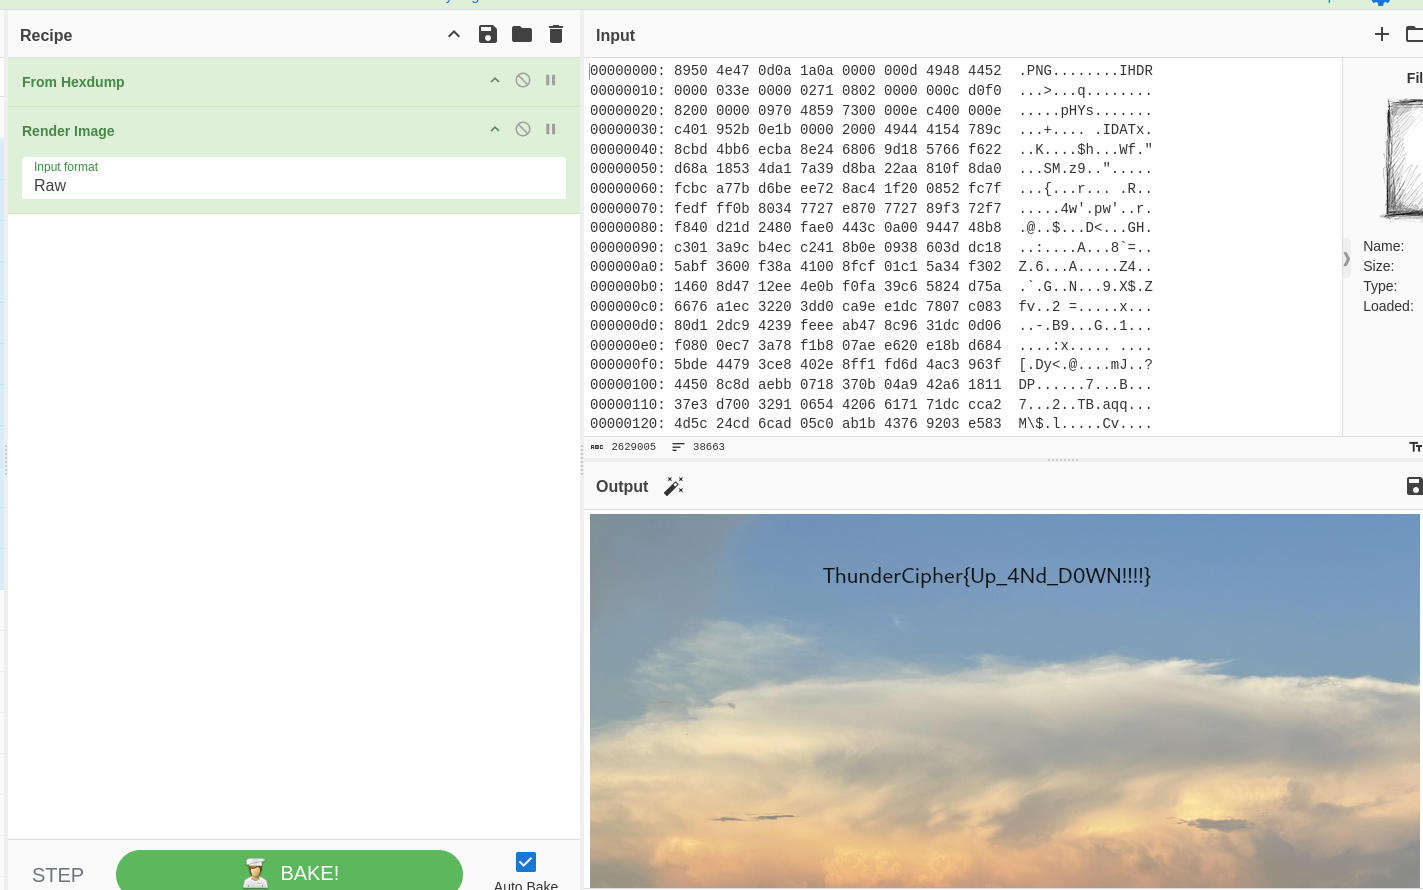 Recipe
From Hexdump
Render Image
Input format
Raw
STEP
BAKE!
Auto Bake
Input
00000000: 8950 4e47 0d0a 1a0a 0000 000d 4948 4452  .PNG........IHDR
00000010: 0000 033e 0000 0271 0802 0000 000c d0f0  ...>...q........
00000020: 8200 0000 0970 4859 7300 000e c400 000e  .....pHYs.......
00000030: c401 952b 0e1b 0000 2000 4944 4154 789c  ...+.... .IDATx.
00000040: 8cbd 4bb6 ecba 8e24 6806 9d18 5766 f622  ..K....$h...Wf."
00000050: d68a 1853 4da1 7a39 d8ba 22aa 810f 8da0  ...SM.z9..".....
00000060: fcbc a77b d6be ee72 8ac4 1f20 0852 fc7f  ...{...r... .R..
00000070: fedf ff0b 8034 7727 e870 7727 89f3 72f7  .....4w'.pw'..r.
00000080: f840 d21d 2480 fae0 443c 0a00 9447 48b8  .@..$...D<...GH.
00000090: c301 3a9c b4ec c241 8b0e 0938 603d dc18  ..:....A...8`=..
000000a0: 5abf 3600 f38a 4100 8fcf 01c1 5a34 f302  Z.6...A.....Z4..
000000b0: 1460 8d47 12ee 4e0b f0fa 39c6 5824 d75a  .`.G..N...9.X$.Z
000000c0: 6676 a1ec 3220 3dd0 ca9e e1dc 7807 c083  fv..2 =.....x...
000000d0: 80d1 2dc9 4239 feee ab47 8c96 31dc 0d06  ..-.B9...G..1...
000000e0: f080 0ec7 3a78 f1b8 07ae e620 e18b d684  ....:x..... ....
000000f0: 5bde 4479 3ce8 402e 8ff1 fd6d 4ac3 963f  [.Dy<.@....mJ..?
00000100: 4450 8c8d aebb 0718 370b 04a9 42a6 1811  DP......7...B...
00000110: 37e3 d700 3291 0654 4206 6171 71dc cca2  7...2..TB.aqq...
00000120: 4d5c 24cd 6cad 05c0 ab1b 4376 9203 e583  M\$.l.....Cv....
ABC 2629005 38663
Name:
Size:
Type:
Loaded:
Output
ThunderCipher{Up_4Nd_D0WN!!!!}